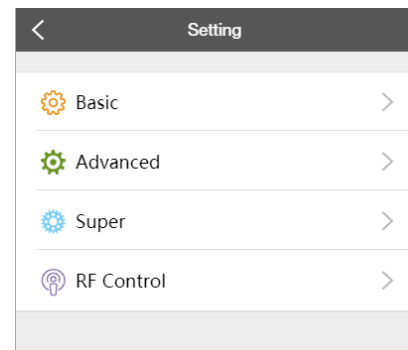 Setting
Basic
Advanced
Super
RF Control